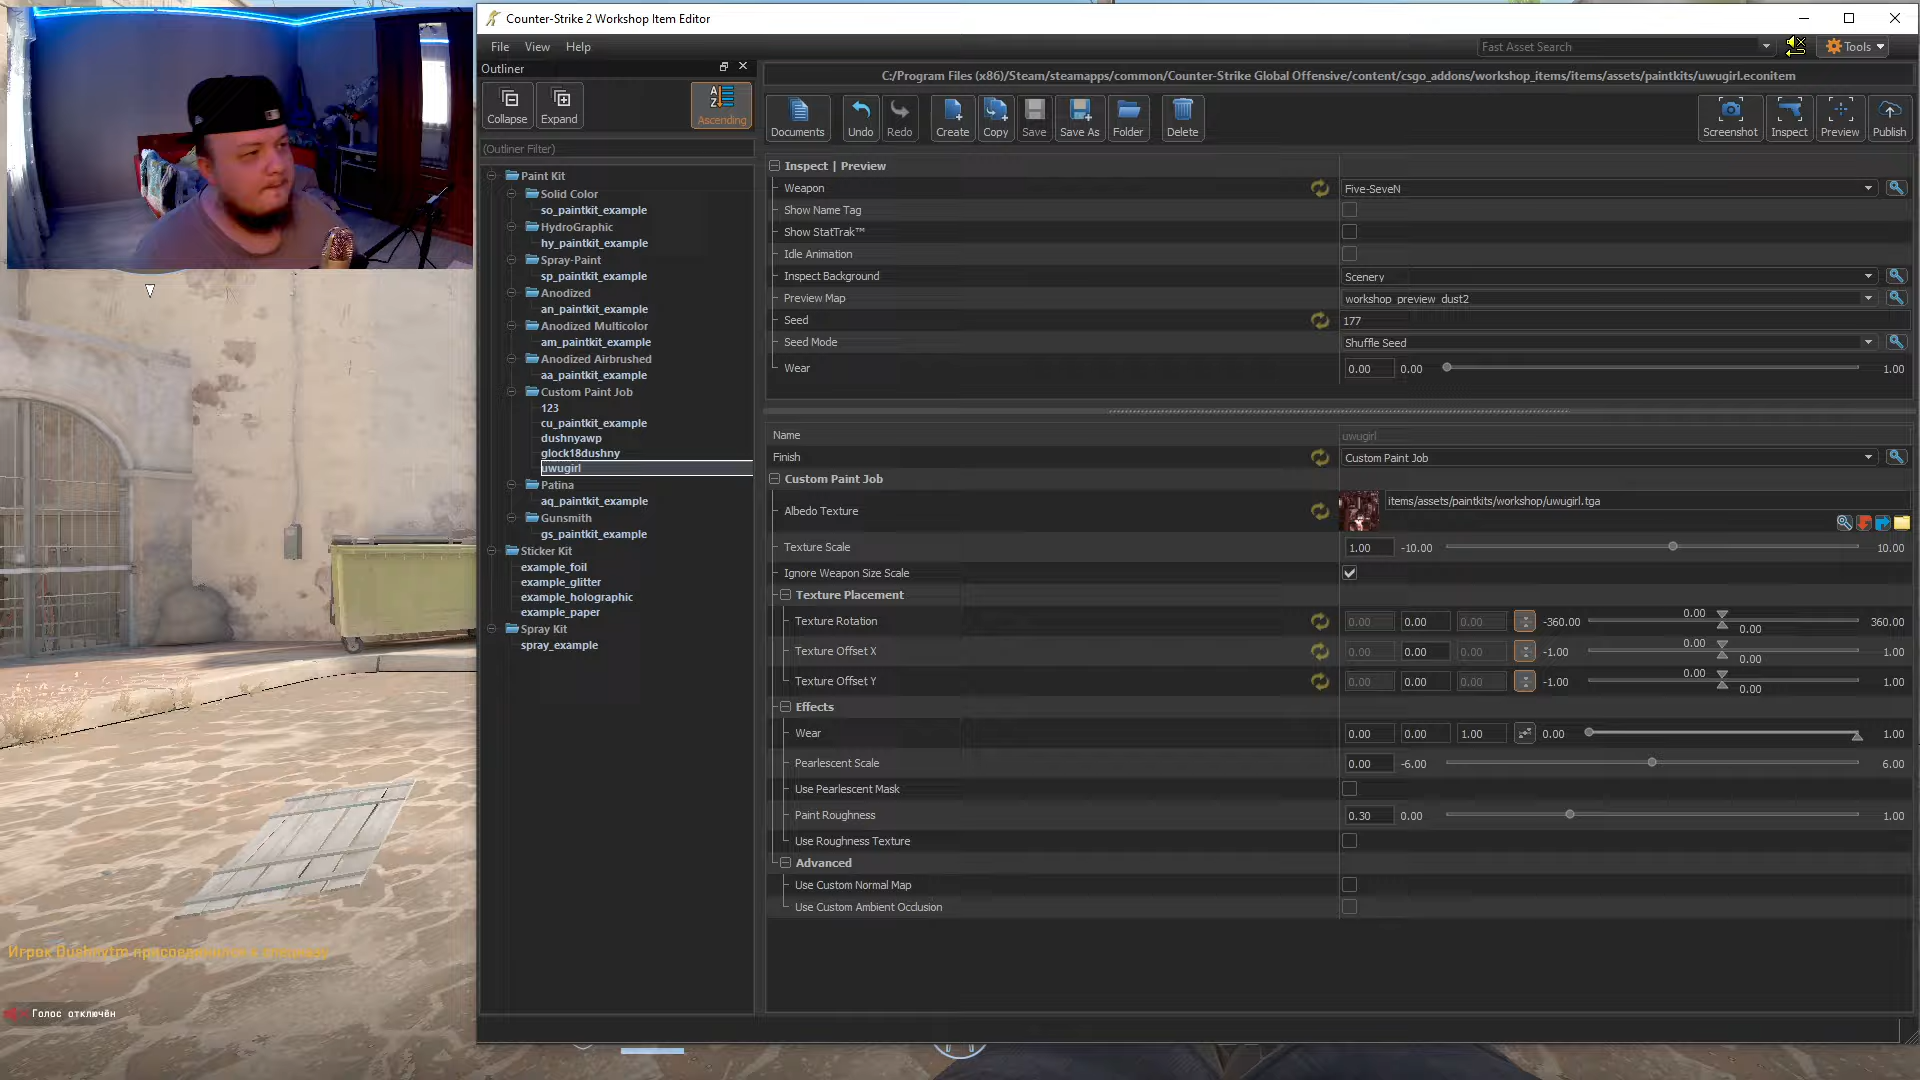 Counter-Strike 2 Workshop Item Editor
File View Help
Fast Asset Search
Tools
Outliner
C:/Program Files (x86)/Steam/steamapps/common/Counter-Strike Global Offensive/content/csgo_addons/workshop_items/items/assets/paintkits/uwugirl.econitem
Collapse Expand Ascending
Documents Undo Redo Create Copy Save Save As Folder Delete Screenshot Inspect Preview Publish
(Outliner Filter)
Paint Kit
Solid Color
so_paintkit_example
HydroGraphic
hy_paintkit_example
Spray-Paint
sp_paintkit_example
Anodized
an_paintkit_example
Anodized Multicolor
am_paintkit_example
Anodized Airbrushed
aa_paintkit_example
Custom Paint Job
123
cu_paintkit_example
dushnyawp
glock18dushny
uwugirl
Patina
aq_paintkit_example
Gunsmith
gs_paintkit_example
Sticker Kit
example_foil
example_glitter
example_holographic
example_paper
Spray Kit
spray_example
Inspect | Preview
Weapon Five-SeveN
Show Name Tag
Show StatTrak™
Idle Animation
Inspect Background Scenery
Preview Map workshop_preview_dust2
Seed 177
Seed Mode Shuffle Seed
Wear 0.00 0.00 1.00
Name uwugirl
Finish Custom Paint Job
Custom Paint Job
Albedo Texture items/assets/paintkits/workshop/uwugirl.tga
Texture Scale 1.00 -10.00 10.00
Ignore Weapon Size Scale
Texture Placement
Texture Rotation 0.00 0.00 0.00 -360.00 0.00 0.00 360.00
Texture Offset X 0.00 0.00 0.00 -1.00 0.00 0.00 1.00
Texture Offset Y 0.00 0.00 0.00 -1.00 0.00 0.00 1.00
Effects
Wear 0.00 0.00 1.00 0.00 1.00
Pearlescent Scale 0.00 -6.00 6.00
Use Pearlescent Mask
Paint Roughness 0.30 0.00 1.00
Use Roughness Texture
Advanced
Use Custom Normal Map
Use Custom Ambient Occlusion
Игрок Dushnytm присоединился к спецназу
Голос отключён